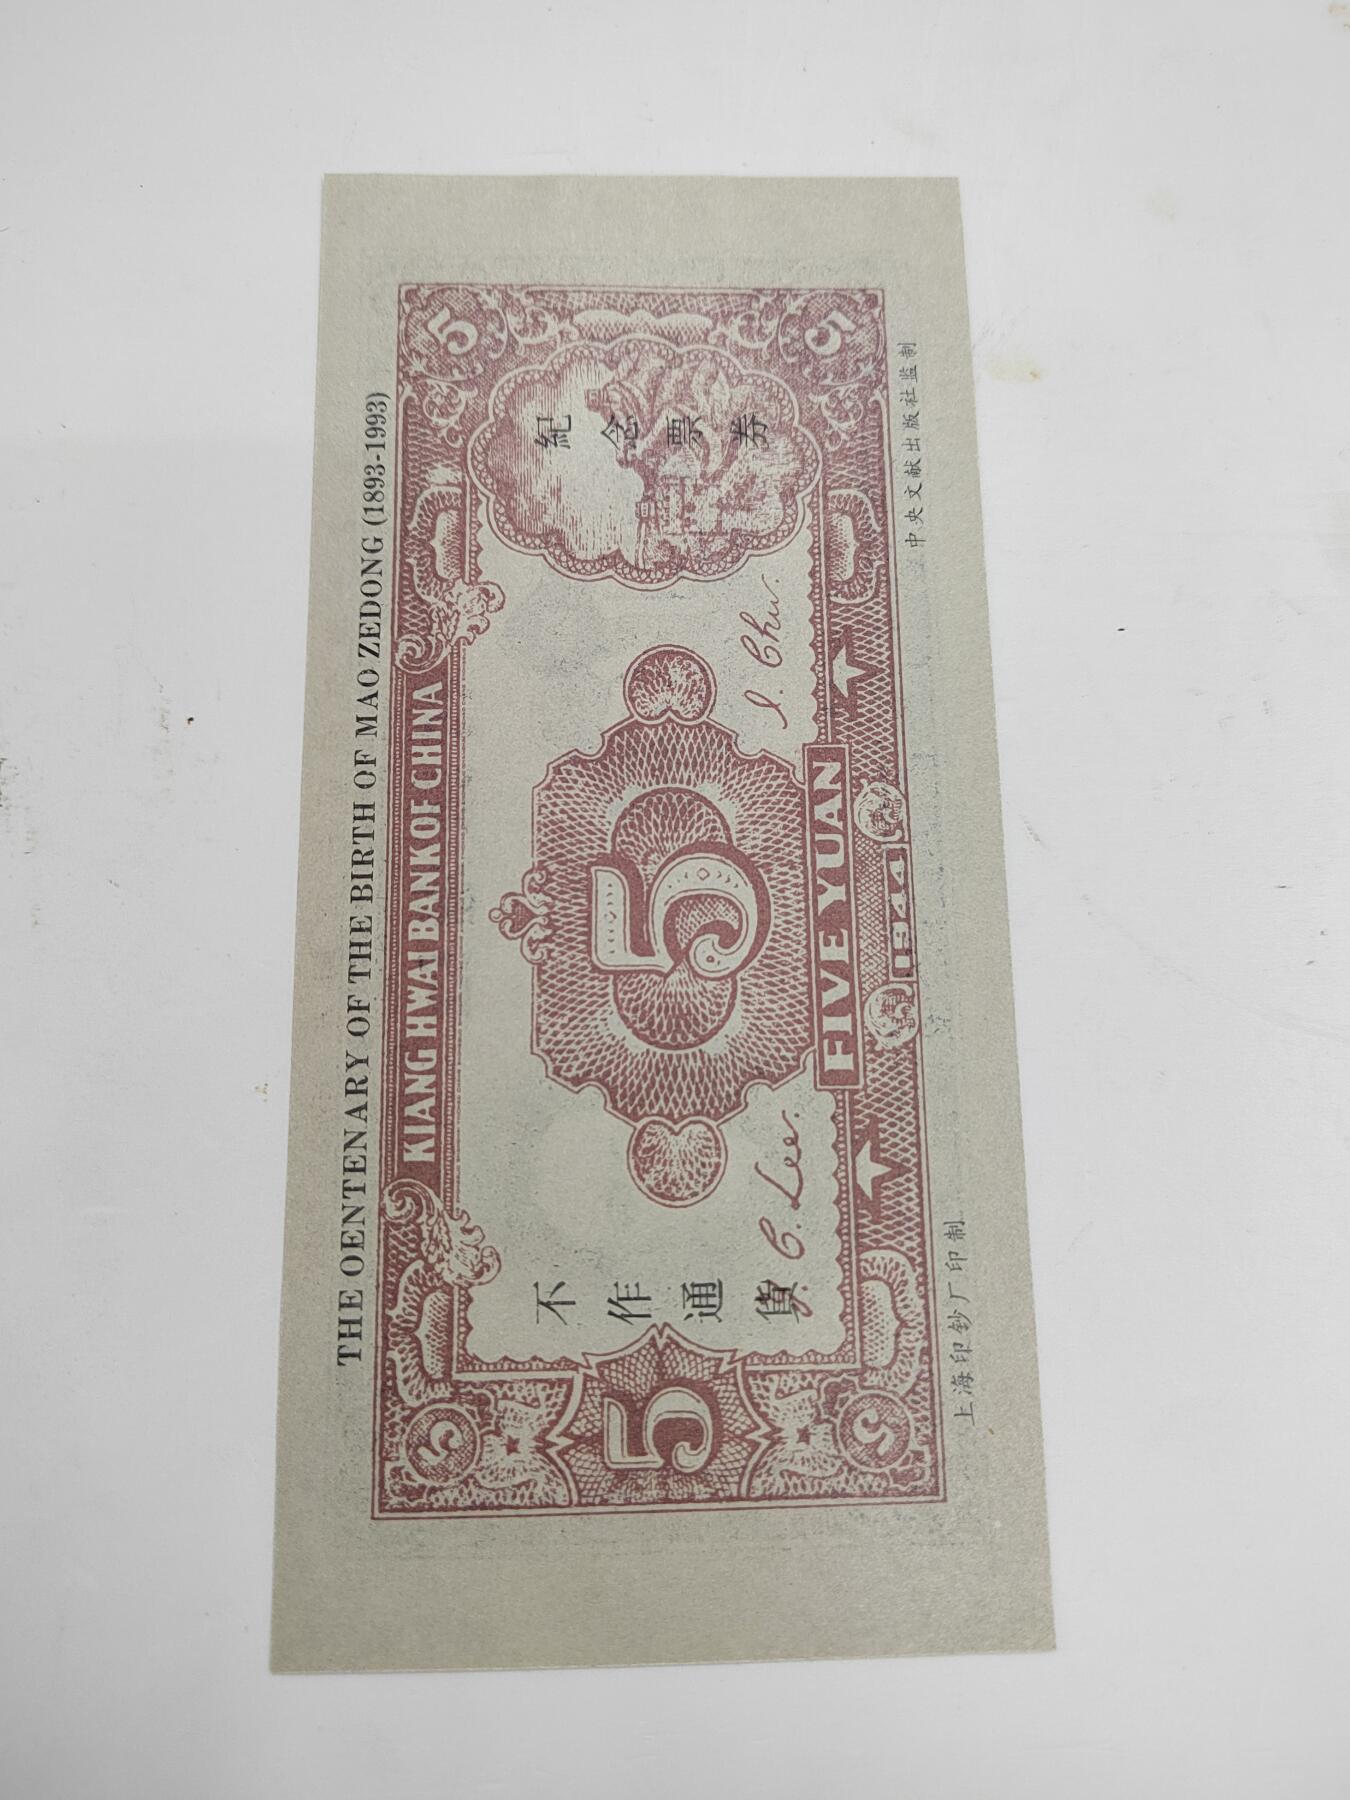 THE OENTENARY OF THE BIRTH OF MAO ZEDONG (1893-1993)
KIANG HWAI BANK OF CHINA
5
5
不作通貨
紀念票券
5
5
C. Lee.
I. Chu.
5
FIVE YUAN
5
1944
上海印鈔厂印制
中央文献出版社监制